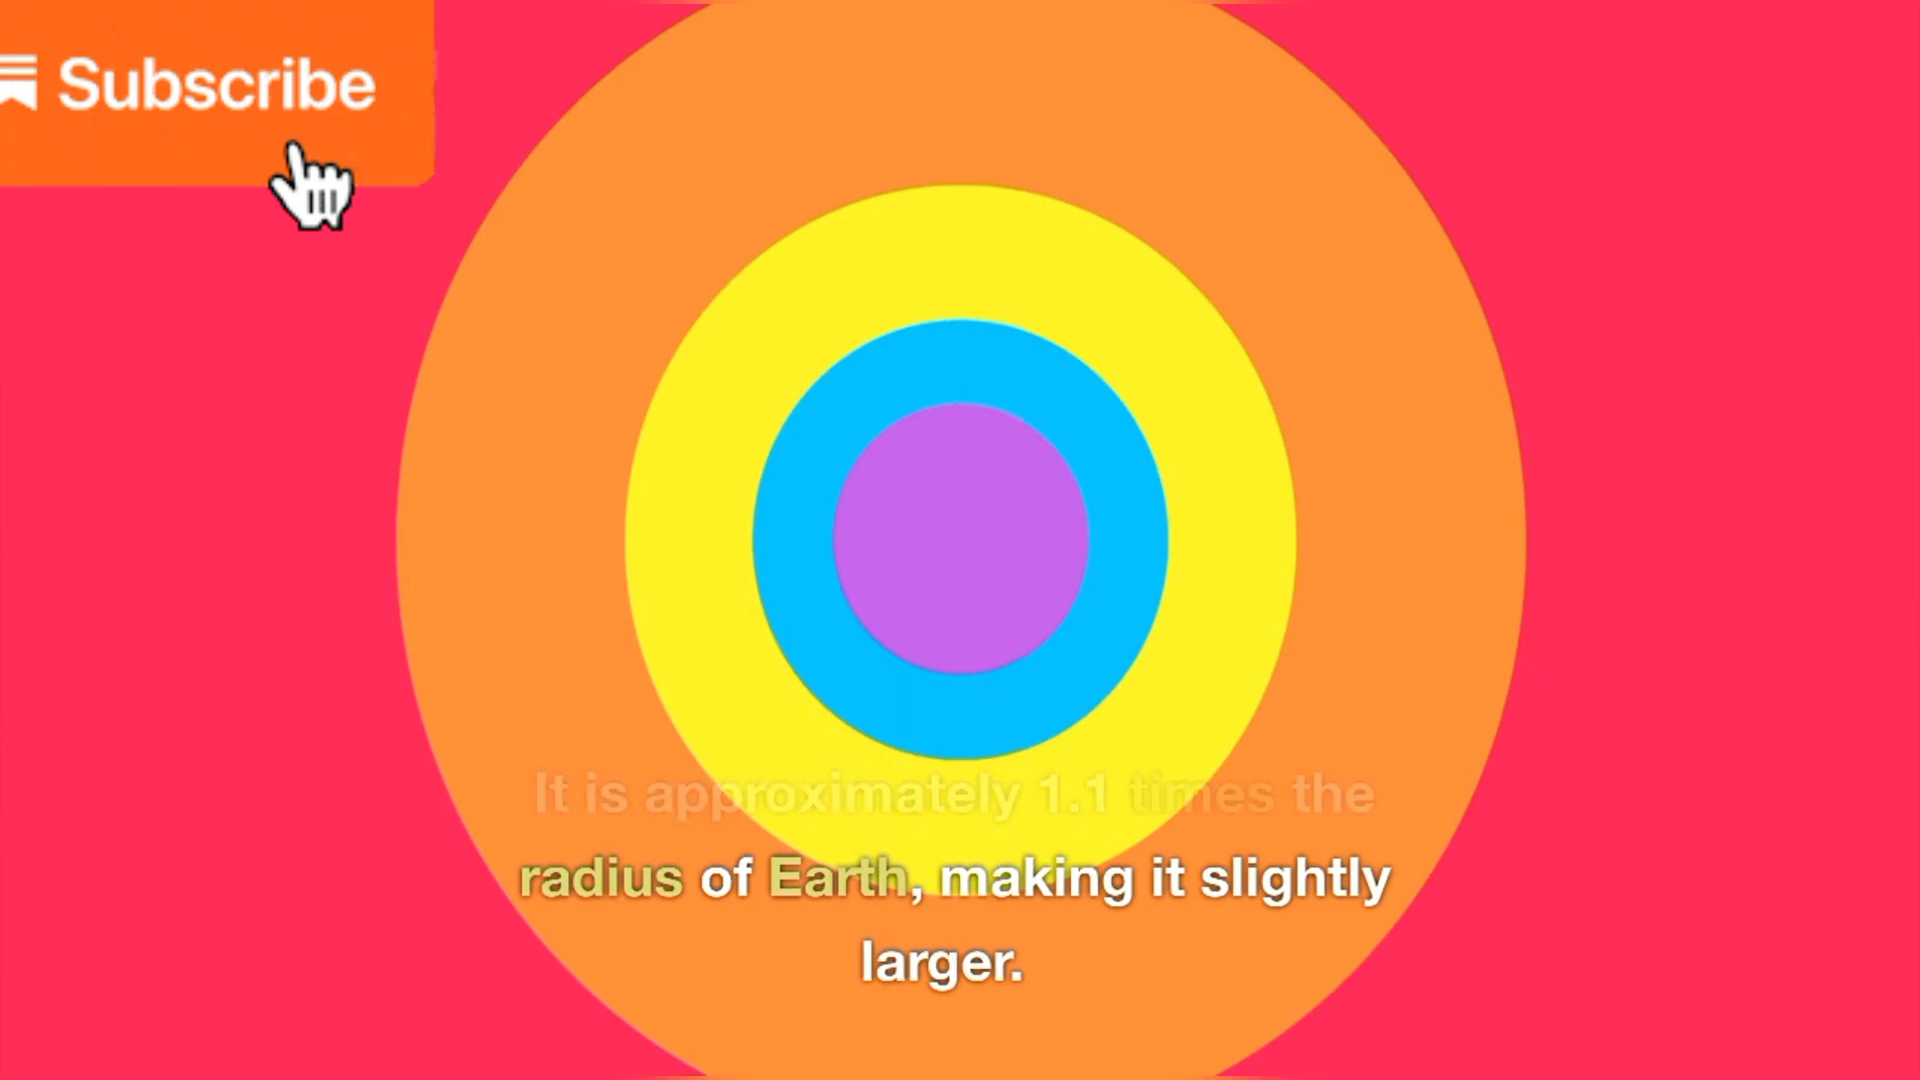 Subscribe
It is approximately 1.1 times the
radius of Earth, making it slightly
larger.